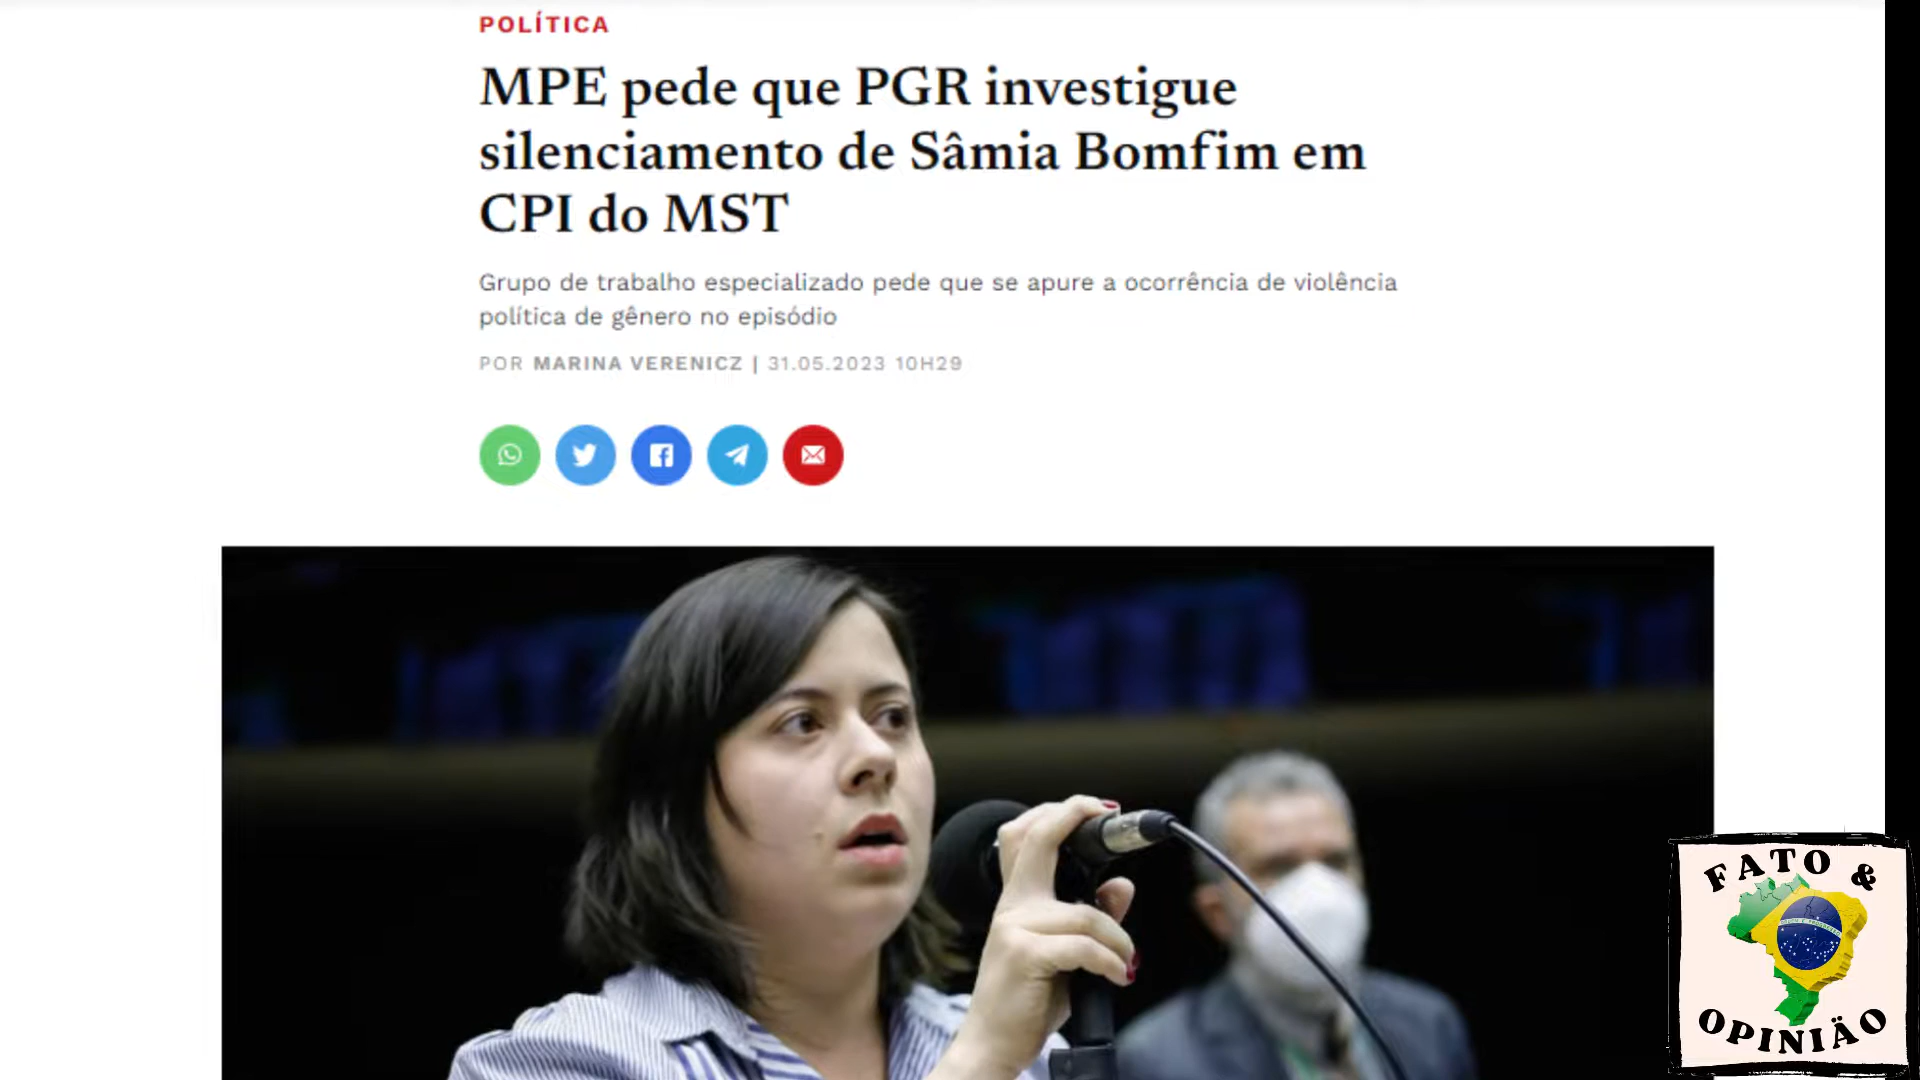 POLÍTICA
MPE pede que PGR investigue
silenciamento de Sâmia Bomfim em
CPI do MST
Grupo de trabalho especializado pede que se apure a ocorrência de violência
política de gênero no episódio
POR MARINA VERENICZ | 31.05.2023 10H29
FATO &
OPINIÄO